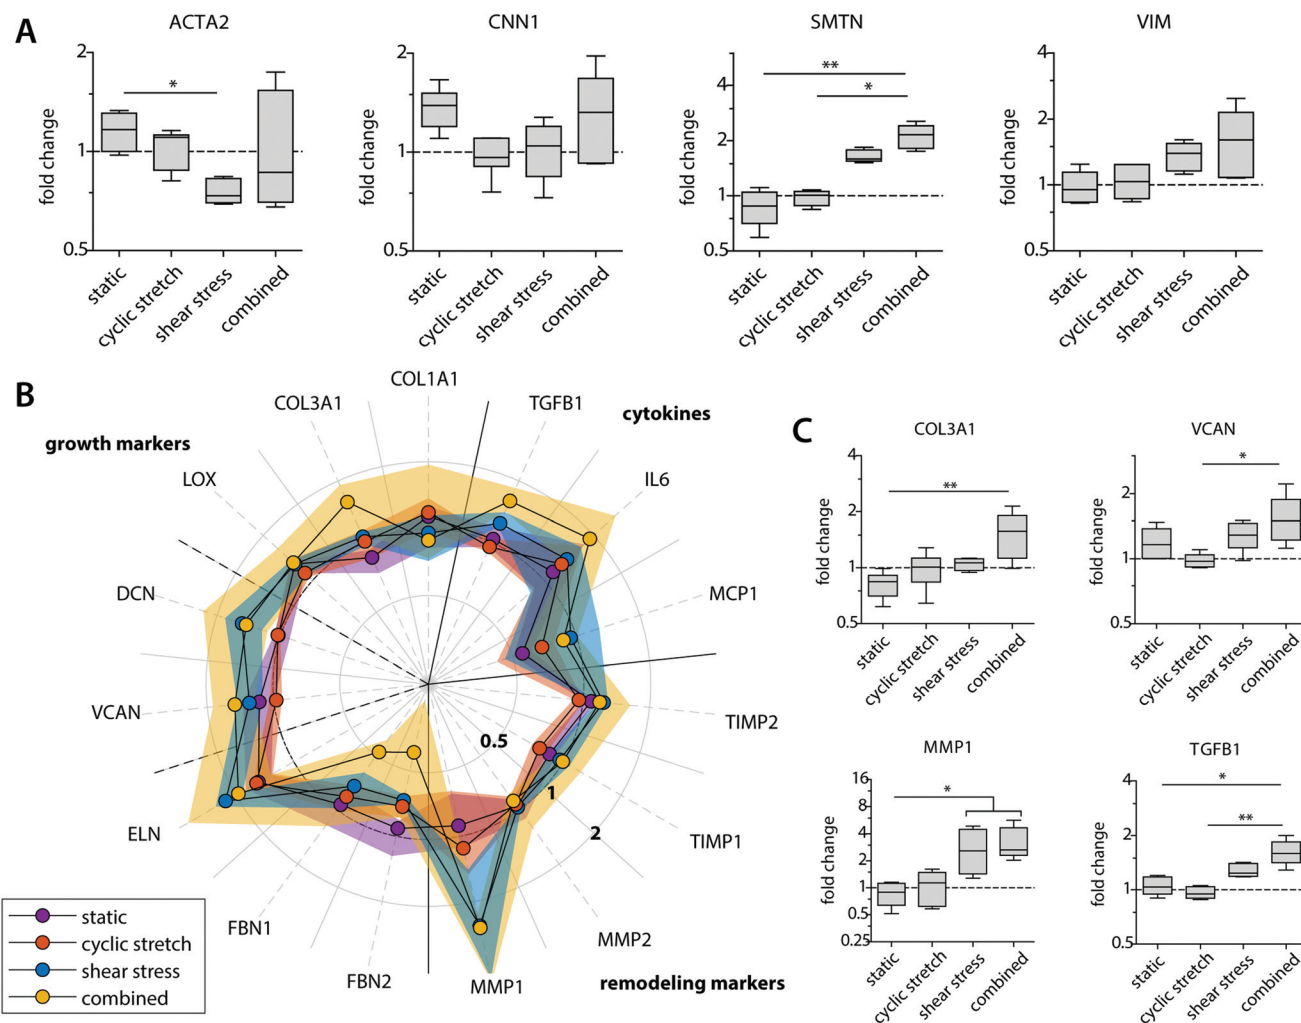 A
ACTA2
CNN1
SMTN
VIM
fold change
2
1
0.5
*
static
cyclic stretch
shear stress
combined
fold change
2
1
0.5
static
cyclic stretch
shear stress
combined
fold change
4
2
1
0.5
**
*
static
cyclic stretch
shear stress
combined
fold change
4
2
1
0.5
static
cyclic stretch
shear stress
combined
B
growth markers
cytokines
remodeling markers
COL1A1
TGFB1
IL6
MCP1
TIMP2
TIMP1
MMP2
MMP1
FBN2
FBN1
ELN
VCAN
DCN
LOX
COL3A1
0.5
1
2
static
cyclic stretch
shear stress
combined
C
COL3A1
fold change
4
2
1
0.5
**
static
cyclic stretch
shear stress
combined
VCAN
fold change
2
1
0.5
*
static
cyclic stretch
shear stress
combined
MMP1
fold change
16
8
4
2
1
0.5
0.25
*
static
cyclic stretch
shear stress
combined
TGFB1
fold change
4
2
1
0.5
*
**
static
cyclic stretch
shear stress
combined